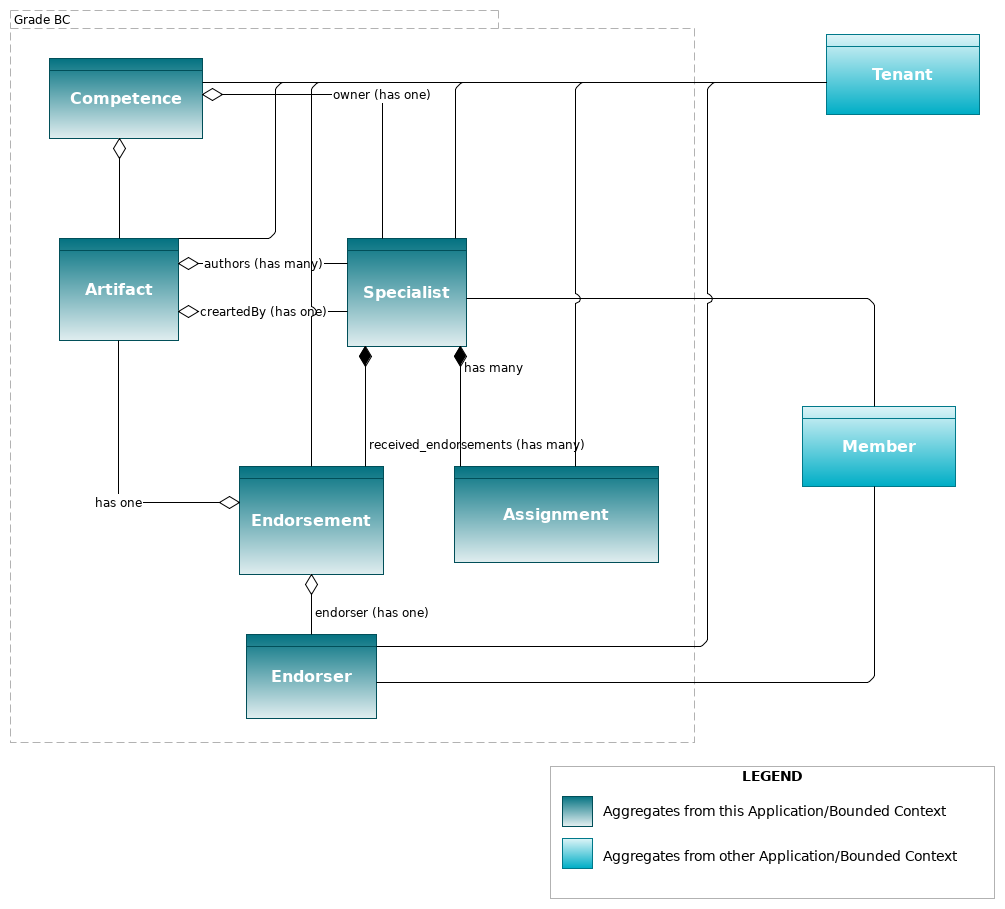 Grade BC
Tenant
Competence
owner (has one)
Artifact
authors (has many)
Specialist
creartedBy (has one)
has many
received_endorsements (has many)
Member
has one
Endorsement
Assignment
endorser (has one)
Endorser
LEGEND
Aggregates from this Application/Bounded Context
Aggregates from other Application/Bounded Context